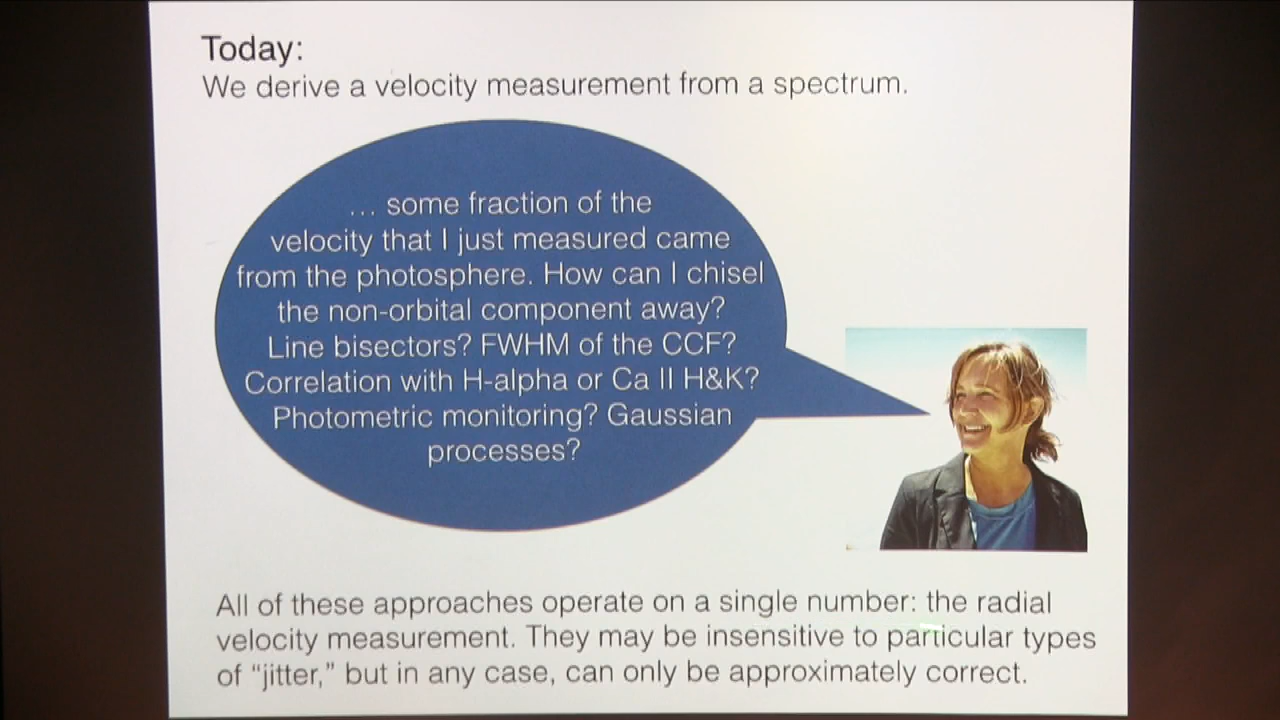 Today:
We derive a velocity measurement from a spectrum.
… some fraction of the
velocity that I just measured came
from the photosphere. How can I chisel
the non-orbital component away?
Line bisectors? FWHM of the CCF?
Correlation with H-alpha or Ca II H&K?
Photometric monitoring? Gaussian
processes?
All of these approaches operate on a single number: the radial
velocity measurement. They may be insensitive to particular types
of “jitter,” but in any case, can only be approximately correct.